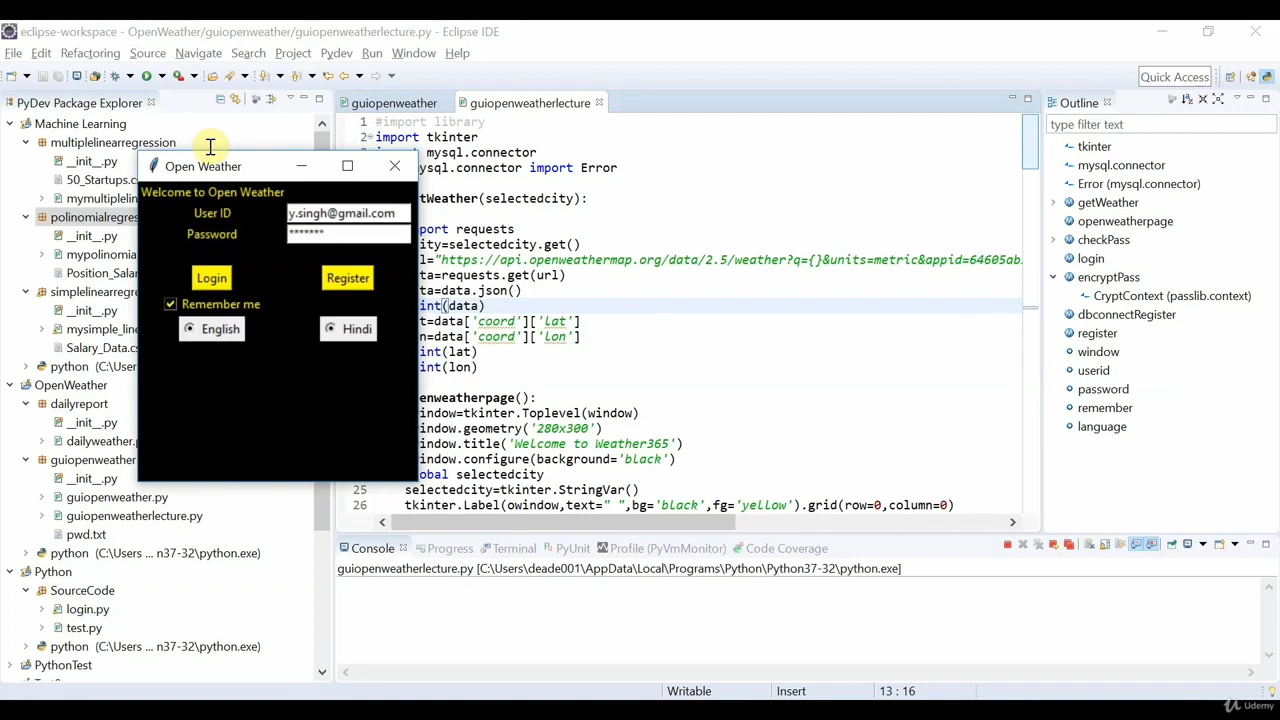 eclipse-workspace - OpenWeather/guiopenweather/guiopenweatherlecture.py - Eclipse IDE
File Edit Refactoring Source Navigate Search Project Pydev Run Window Help
Quick Access
PyDev Package Explorer
Machine Learning
multiplelinearregression
__init__.py
50_Startups.c
mymultiplelin
polinomialregres
__init__.py
mypolinomia
Position_Salar
simplelinearregre
__init__.py
mysimple_line
Salary_Data.cs
python (C:\User
OpenWeather
dailyreport
__init__.py
dailyweather.p
guiopenweather
__init__.py
guiopenweather.py
guiopenweatherlecture.py
pwd.txt
python (C:\Users ... n37-32\python.exe)
Python
SourceCode
login.py
test.py
python (C:\Users ... n37-32\python.exe)
PythonTest
Open Weather
Welcome to Open Weather
User ID y.singh@gmail.com
Password *******
Login Register
Remember me
English Hindi
guiopenweather guiopenweatherlecture
1 #import library
2 import tkinter
mysql.connector
mysql.connector import Error
tWeather(selectedcity):
port requests
ity=selectedcity.get()
l="https://api.openweathermap.org/data/2.5/weather?q={}&units=metric&appid=64605ab
ta=requests.get(url)
ta=data.json()
int(data)
t=data['coord']['lat']
n=data['coord']['lon']
int(lat)
int(lon)
enweatherpage():
indow=tkinter.Toplevel(window)
indow.geometry('280x300')
indow.title('Welcome to Weather365')
indow.configure(background='black')
obal selectedcity
25 selectedcity=tkinter.StringVar()
26 tkinter.Label(owindow,text=" ",bg='black',fg='yellow').grid(row=0,column=0)
Outline
type filter text
tkinter
mysql.connector
Error (mysql.connector)
getWeather
openweatherpage
checkPass
login
encryptPass
CryptContext (passlib.context)
dbconnectRegister
register
window
userid
password
remember
language
Console Progress Terminal PyUnit Profile (PyVmMonitor) Code Coverage
guiopenweatherlecture.py [C:\Users\deade001\AppData\Local\Programs\Python\Python37-32\python.exe]
Writable Insert 13 : 16
Udemy